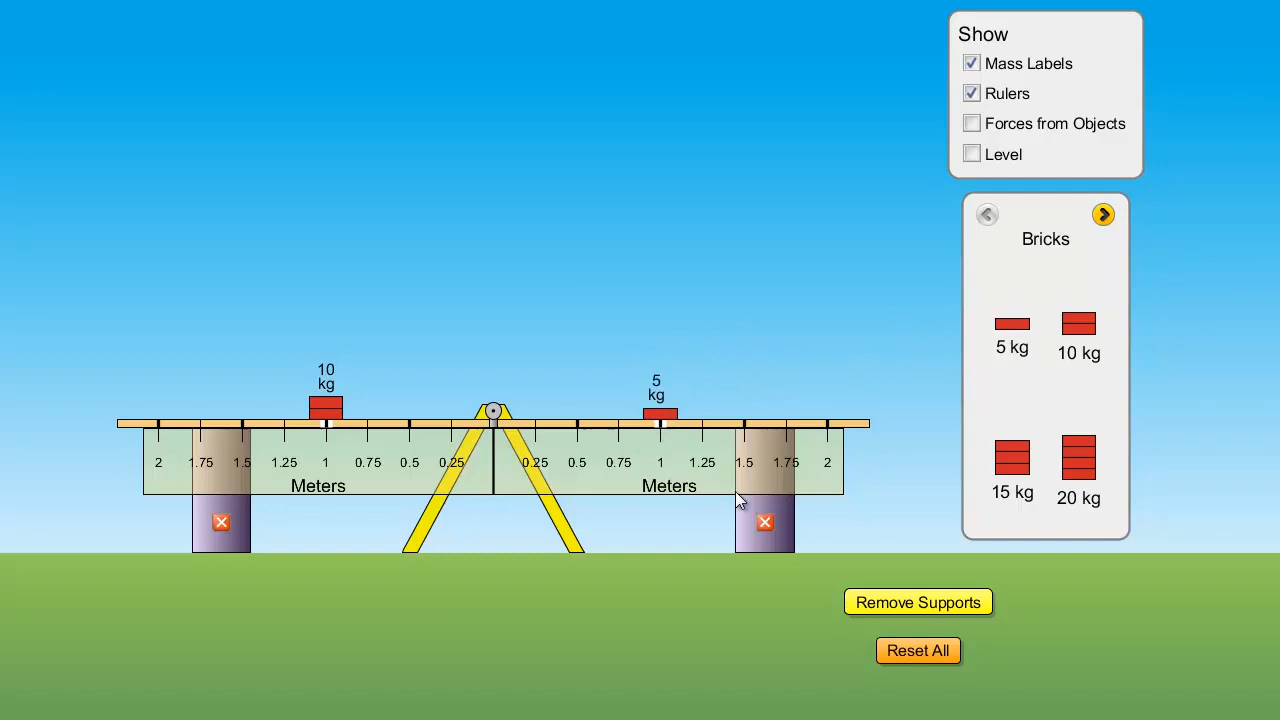 Show
Mass Labels
Rulers
Forces from Objects
Level
Bricks
5 kg
10 kg
15 kg
20 kg
10
kg
5
kg
2 1.75 1.5 1.25 1 0.75 0.5 0.25 0.25 0.5 0.75 1 1.25 1.5 1.75 2
Meters Meters
Remove Supports
Reset All